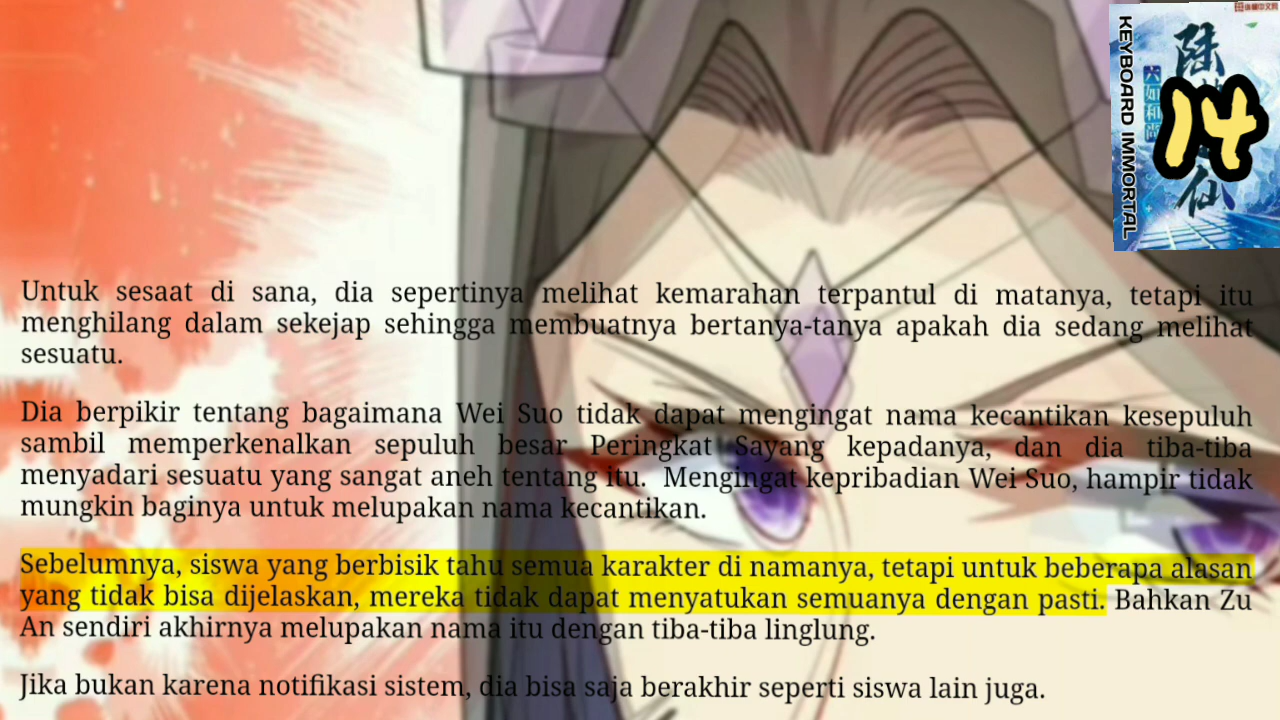 Untuk sesaat di sana, dia sepertinya melihat kemarahan terpantul di matanya, tetapi itu
menghilang dalam sekejap sehingga membuatnya bertanya-tanya apakah dia sedang melihat
sesuatu.
Dia berpikir tentang bagaimana Wei Suo tidak dapat mengingat nama kecantikan kesepuluh
sambil memperkenalkan sepuluh besar Peringkat Sayang kepadanya, dan dia tiba-tiba
menyadari sesuatu yang sangat aneh tentang itu. Mengingat kepribadian Wei Suo, hampir tidak
mungkin baginya untuk melupakan nama kecantikan.
Sebelumnya, siswa yang berbisik tahu semua karakter di namanya, tetapi untuk beberapa alasan
yang tidak bisa dijelaskan, mereka tidak dapat menyatukan semuanya dengan pasti. Bahkan Zu
An sendiri akhirnya melupakan nama itu dengan tiba-tiba linglung.
Jika bukan karena notifikasi sistem, dia bisa saja berakhir seperti siswa lain juga.
KEYBOARD IMMORTAL
陆
仙
六如和尚
14